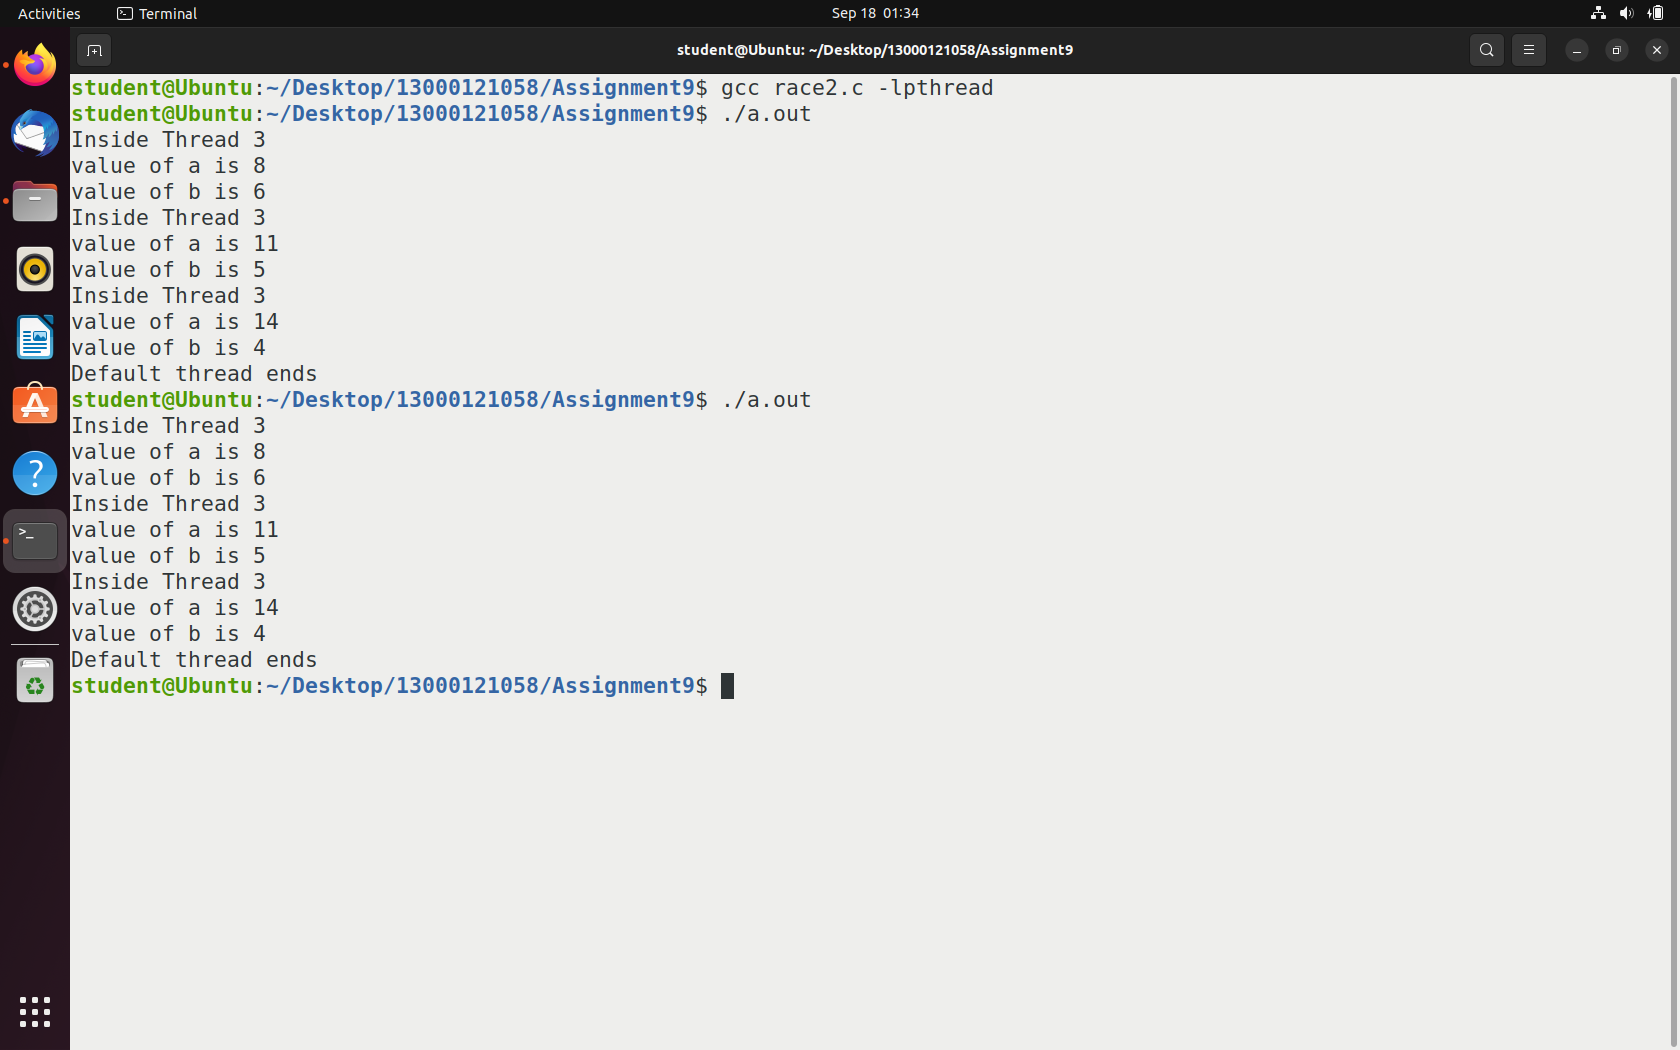 Activities
Terminal
Sep 18 01:34
student@Ubuntu: ~/Desktop/13000121058/Assignment9
student@Ubuntu:~/Desktop/13000121058/Assignment9$ gcc race2.c -lpthread
student@Ubuntu:~/Desktop/13000121058/Assignment9$ ./a.out
Inside Thread 3
value of a is 8
value of b is 6
Inside Thread 3
value of a is 11
value of b is 5
Inside Thread 3
value of a is 14
value of b is 4
Default thread ends
student@Ubuntu:~/Desktop/13000121058/Assignment9$ ./a.out
Inside Thread 3
value of a is 8
value of b is 6
Inside Thread 3
value of a is 11
value of b is 5
Inside Thread 3
value of a is 14
value of b is 4
Default thread ends
student@Ubuntu:~/Desktop/13000121058/Assignment9$